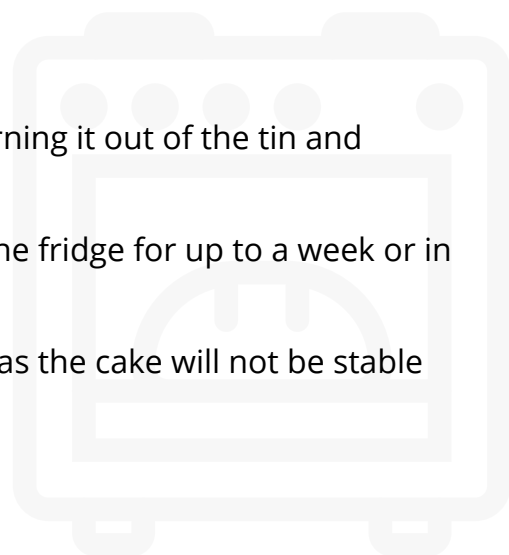 rning it out of the tin and
ne fridge for up to a week or in
as the cake will not be stable